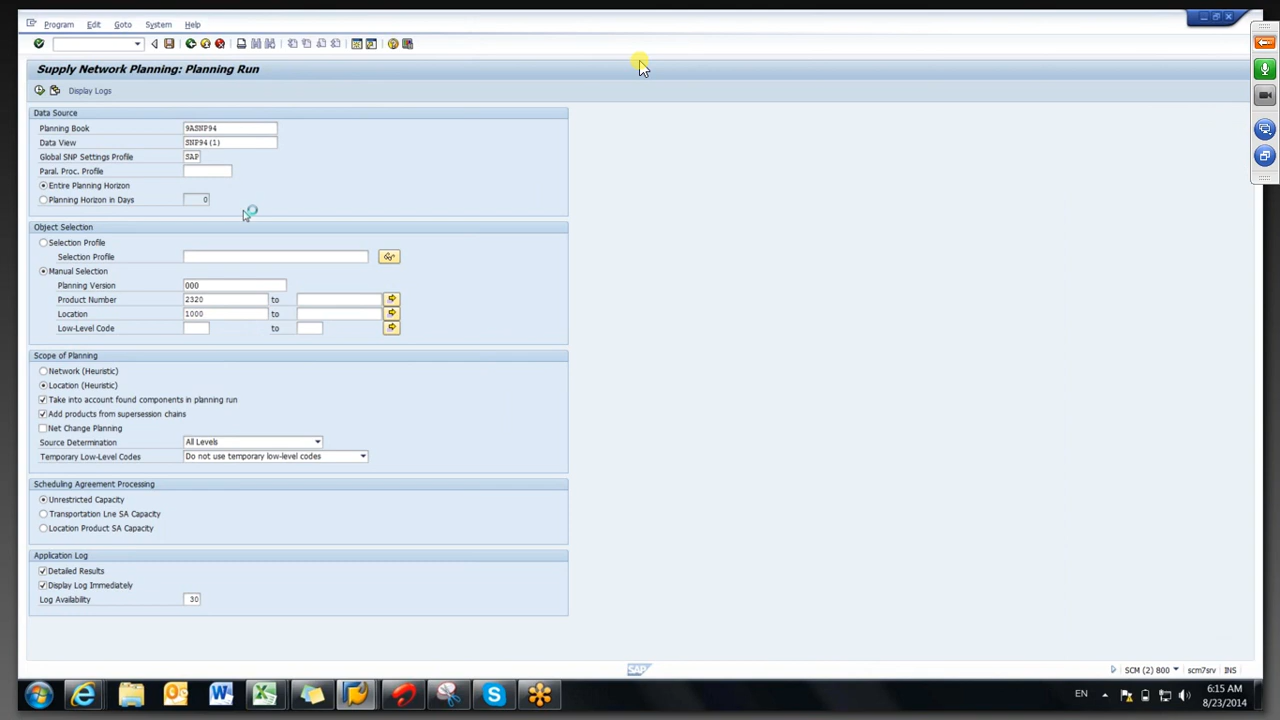 Program Edit Goto System Help
Supply Network Planning: Planning Run
Display Logs
Data Source
Planning Book 9ASNP94
Data View SNP94(1)
Global SNP Settings Profile SAP
Paral. Proc. Profile
Entire Planning Horizon
Planning Horizon in Days 0
Object Selection
Selection Profile
Selection Profile
Manual Selection
Planning Version 000
Product Number 2320 to
Location 1000 to
Low-Level Code to
Scope of Planning
Network (Heuristic)
Location (Heuristic)
Take into account found components in planning run
Add products from supersession chains
Net Change Planning
Source Determination All Levels
Temporary Low-Level Codes Do not use temporary low-level codes
Scheduling Agreement Processing
Unrestricted Capacity
Transportation Lne SA Capacity
Location Product SA Capacity
Application Log
Detailed Results
Display Log Immediately
Log Availability 30
SAP
SCM (2) 800 scm7srv INS
EN
6:15 AM
8/23/2014